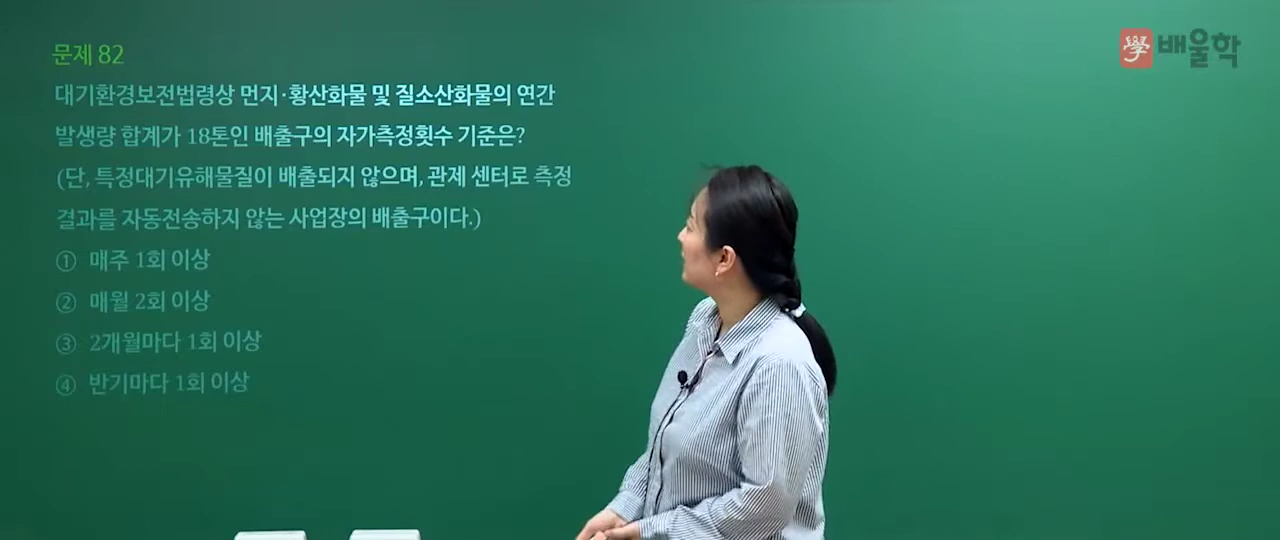 문제 82
學 배울학
대기환경보전법령상 먼지·황산화물 및 질소산화물의 연간
발생량 합계가 18톤인 배출구의 자가측정횟수 기준은?
(단, 특정대기유해물질이 배출되지 않으며, 관제 센터로 측정
결과를 자동전송하지 않는 사업장의 배출구이다.)
① 매주 1회 이상
② 매월 2회 이상
③ 2개월마다 1회 이상
④ 반기마다 1회 이상